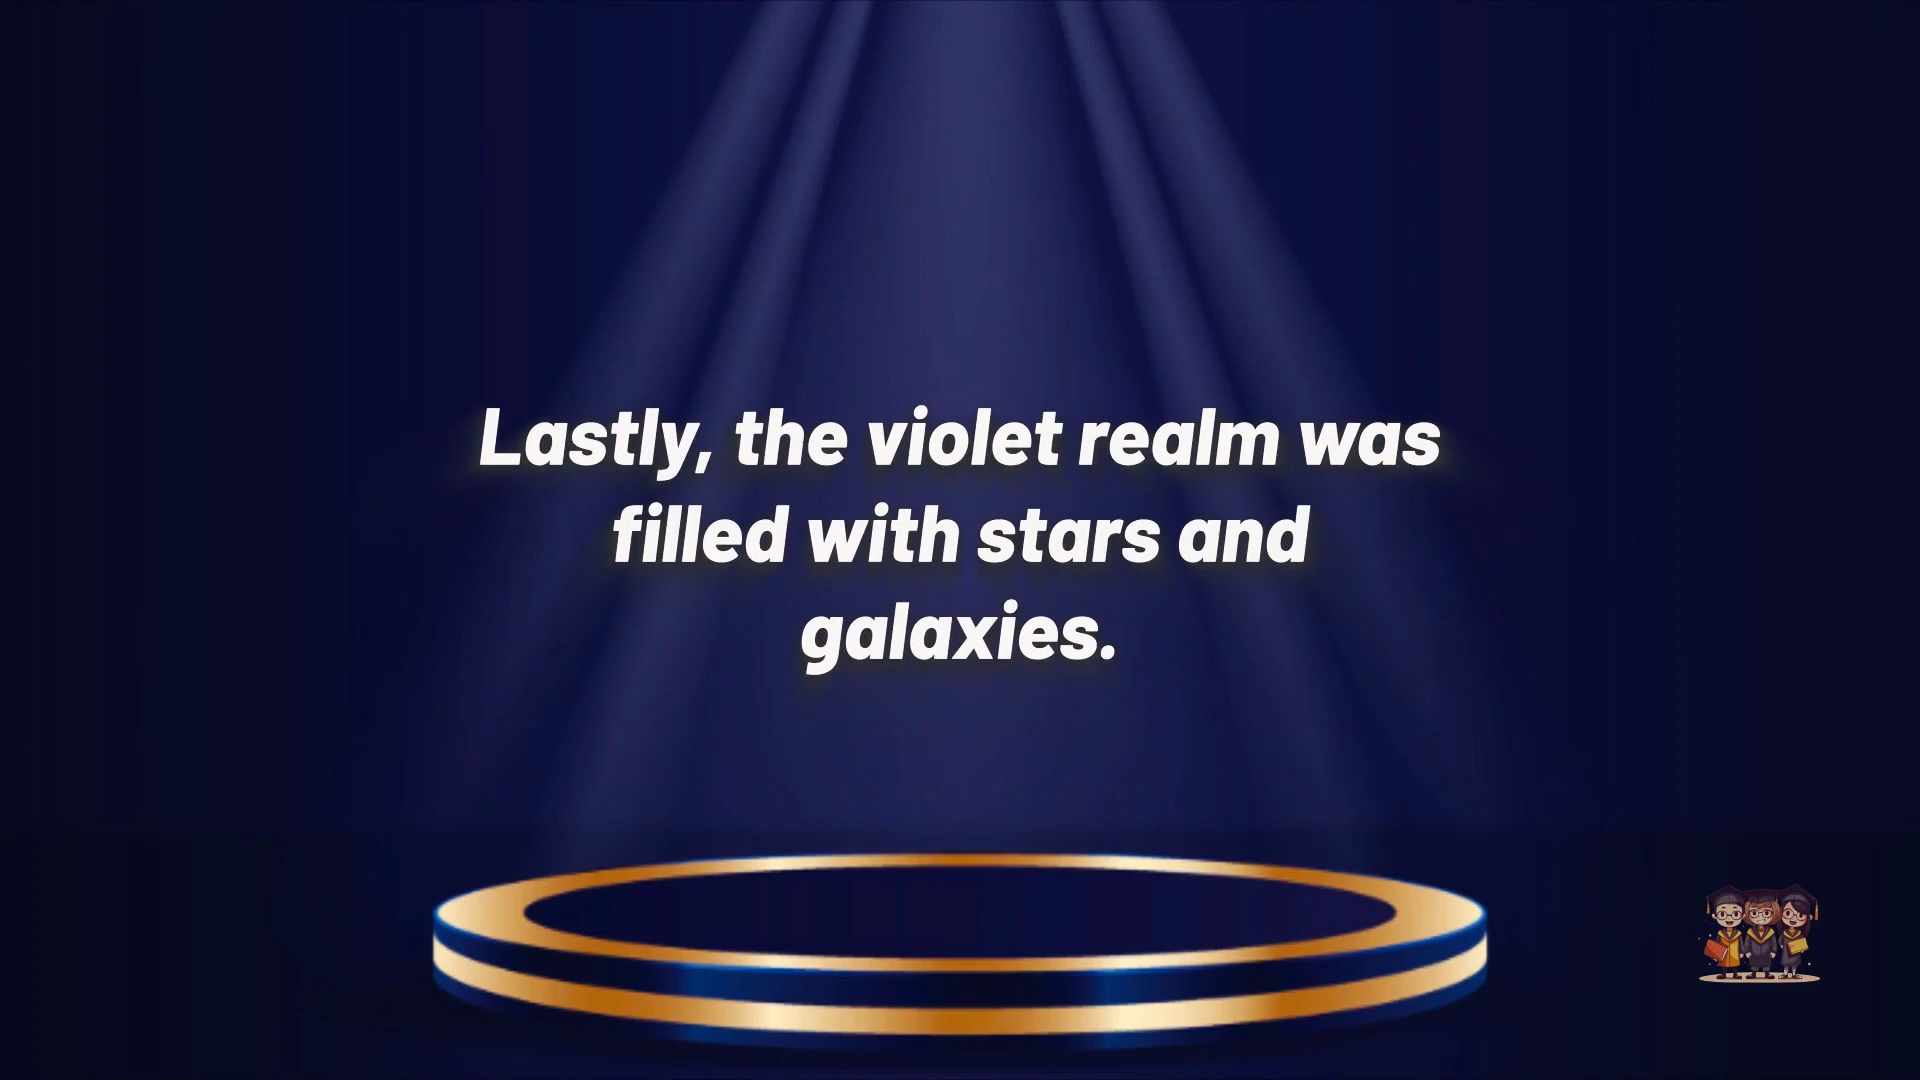 Lastly, the violet realm was
filled with stars and
galaxies.